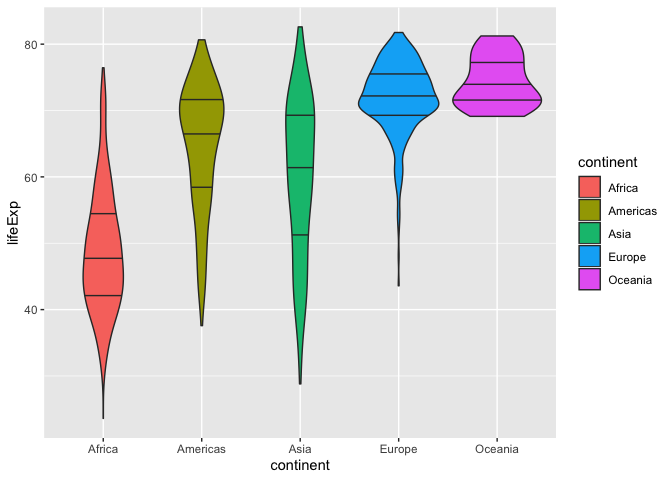 80
60
40
lifeExp
Africa
Americas
Asia
Europe
Oceania
continent
continent
Africa
Americas
Asia
Europe
Oceania